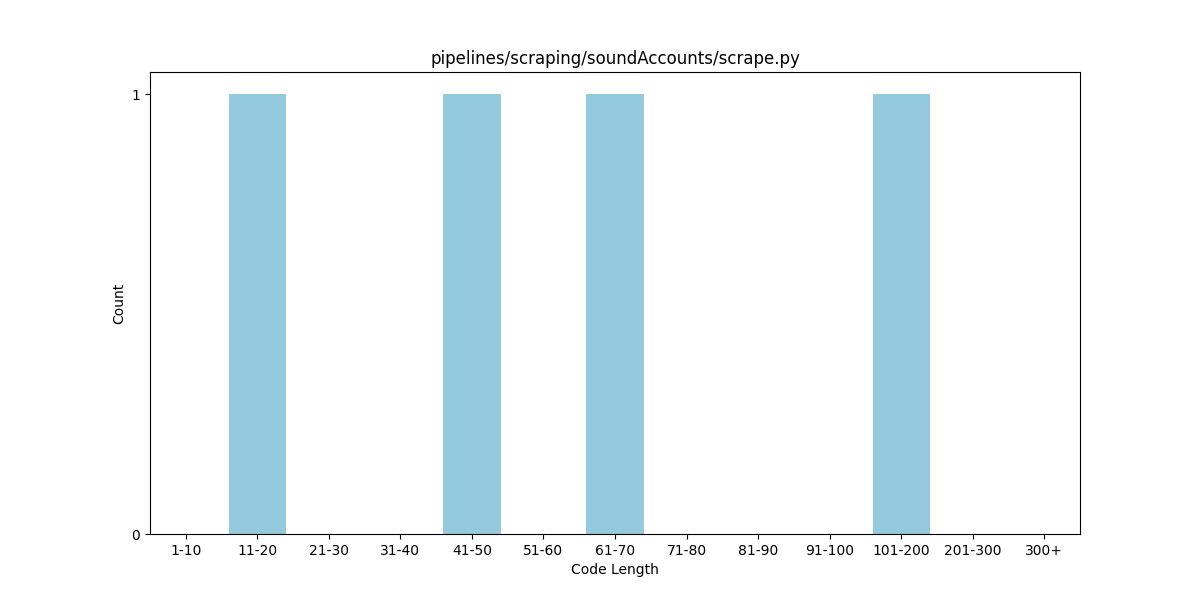 pipelines/scraping/soundAccounts/scrape.py
1
Count
0
1-10 11-20 21-30 31-40 41-50 51-60 61-70 71-80 81-90 91-100 101-200 201-300 300+
Code Length